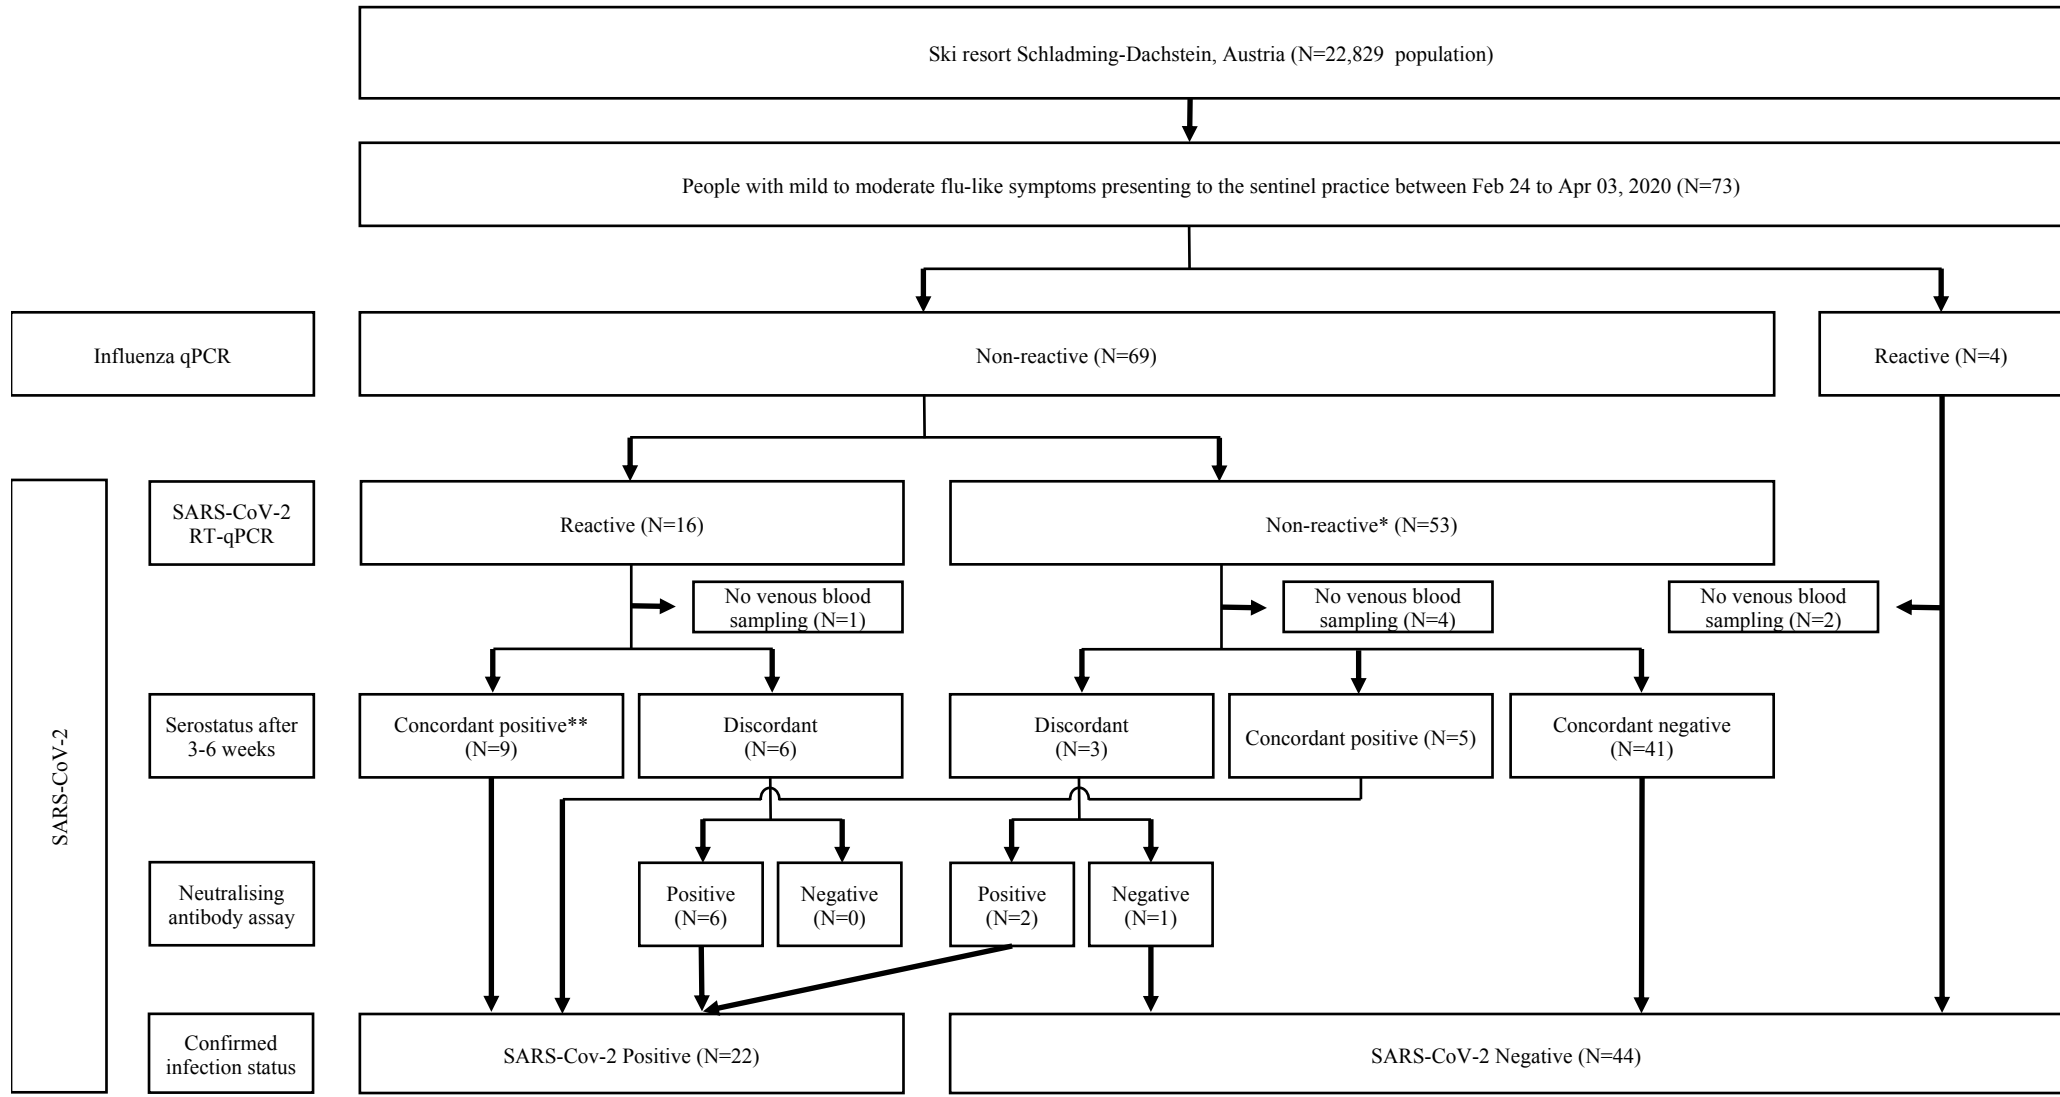 Ski resort Schladming-Dachstein, Austria (N=22,829 population)
People with mild to moderate flu-like symptoms presenting to the sentinel practice between Feb 24 to Apr 03, 2020 (N=73)
Influenza qPCR
Non-reactive (N=69)
Reactive (N=4)
SARS-CoV-2
SARS-CoV-2
RT-qPCR
Reactive (N=16)
Non-reactive* (N=53)
No venous blood
sampling (N=1)
No venous blood
sampling (N=4)
No venous blood
sampling (N=2)
Serostatus after
3-6 weeks
Concordant positive**
(N=9)
Discordant
(N=6)
Discordant
(N=3)
Concordant positive (N=5)
Concordant negative
(N=41)
Neutralising
antibody assay
Positive
(N=6)
Negative
(N=0)
Positive
(N=2)
Negative
(N=1)
Confirmed
infection status
SARS-Cov-2 Positive (N=22)
SARS-CoV-2 Negative (N=44)